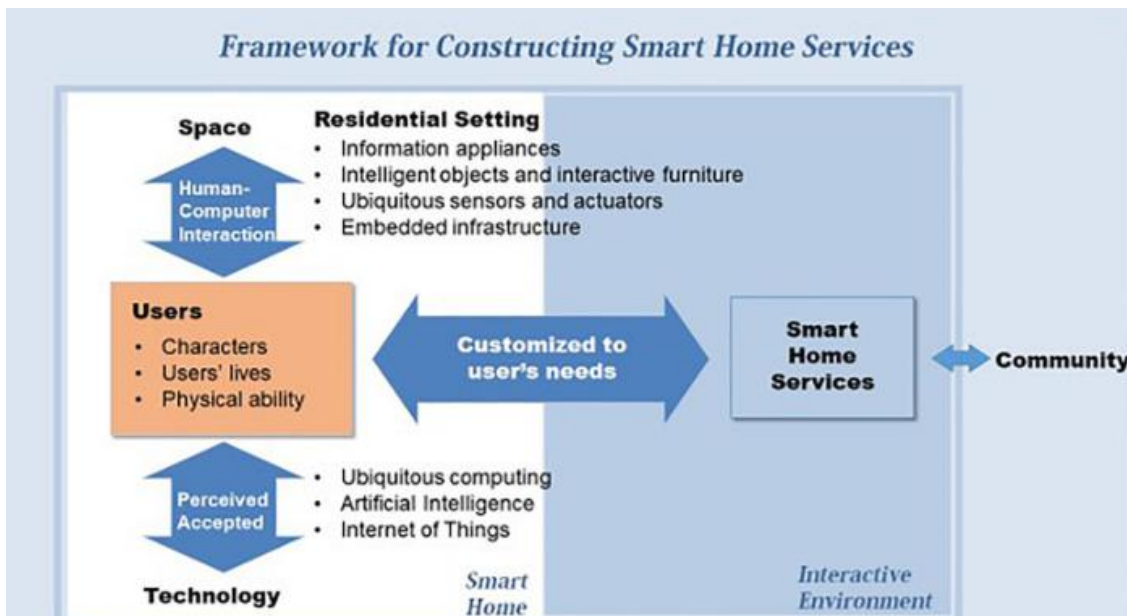 Framework for Constructing Smart Home Services
Space
Residential Setting
• Information appliances
• Intelligent objects and interactive furniture
• Ubiquitous sensors and actuators
• Embedded infrastructure
Human-
Computer
Interaction
Users
• Characters
• Users' lives
• Physical ability
Customized to
user's needs
Smart
Home
Services
Community
Perceived
Accepted
• Ubiquitous computing
• Artificial Intelligence
• Internet of Things
Technology
Smart
Home
Interactive
Environment